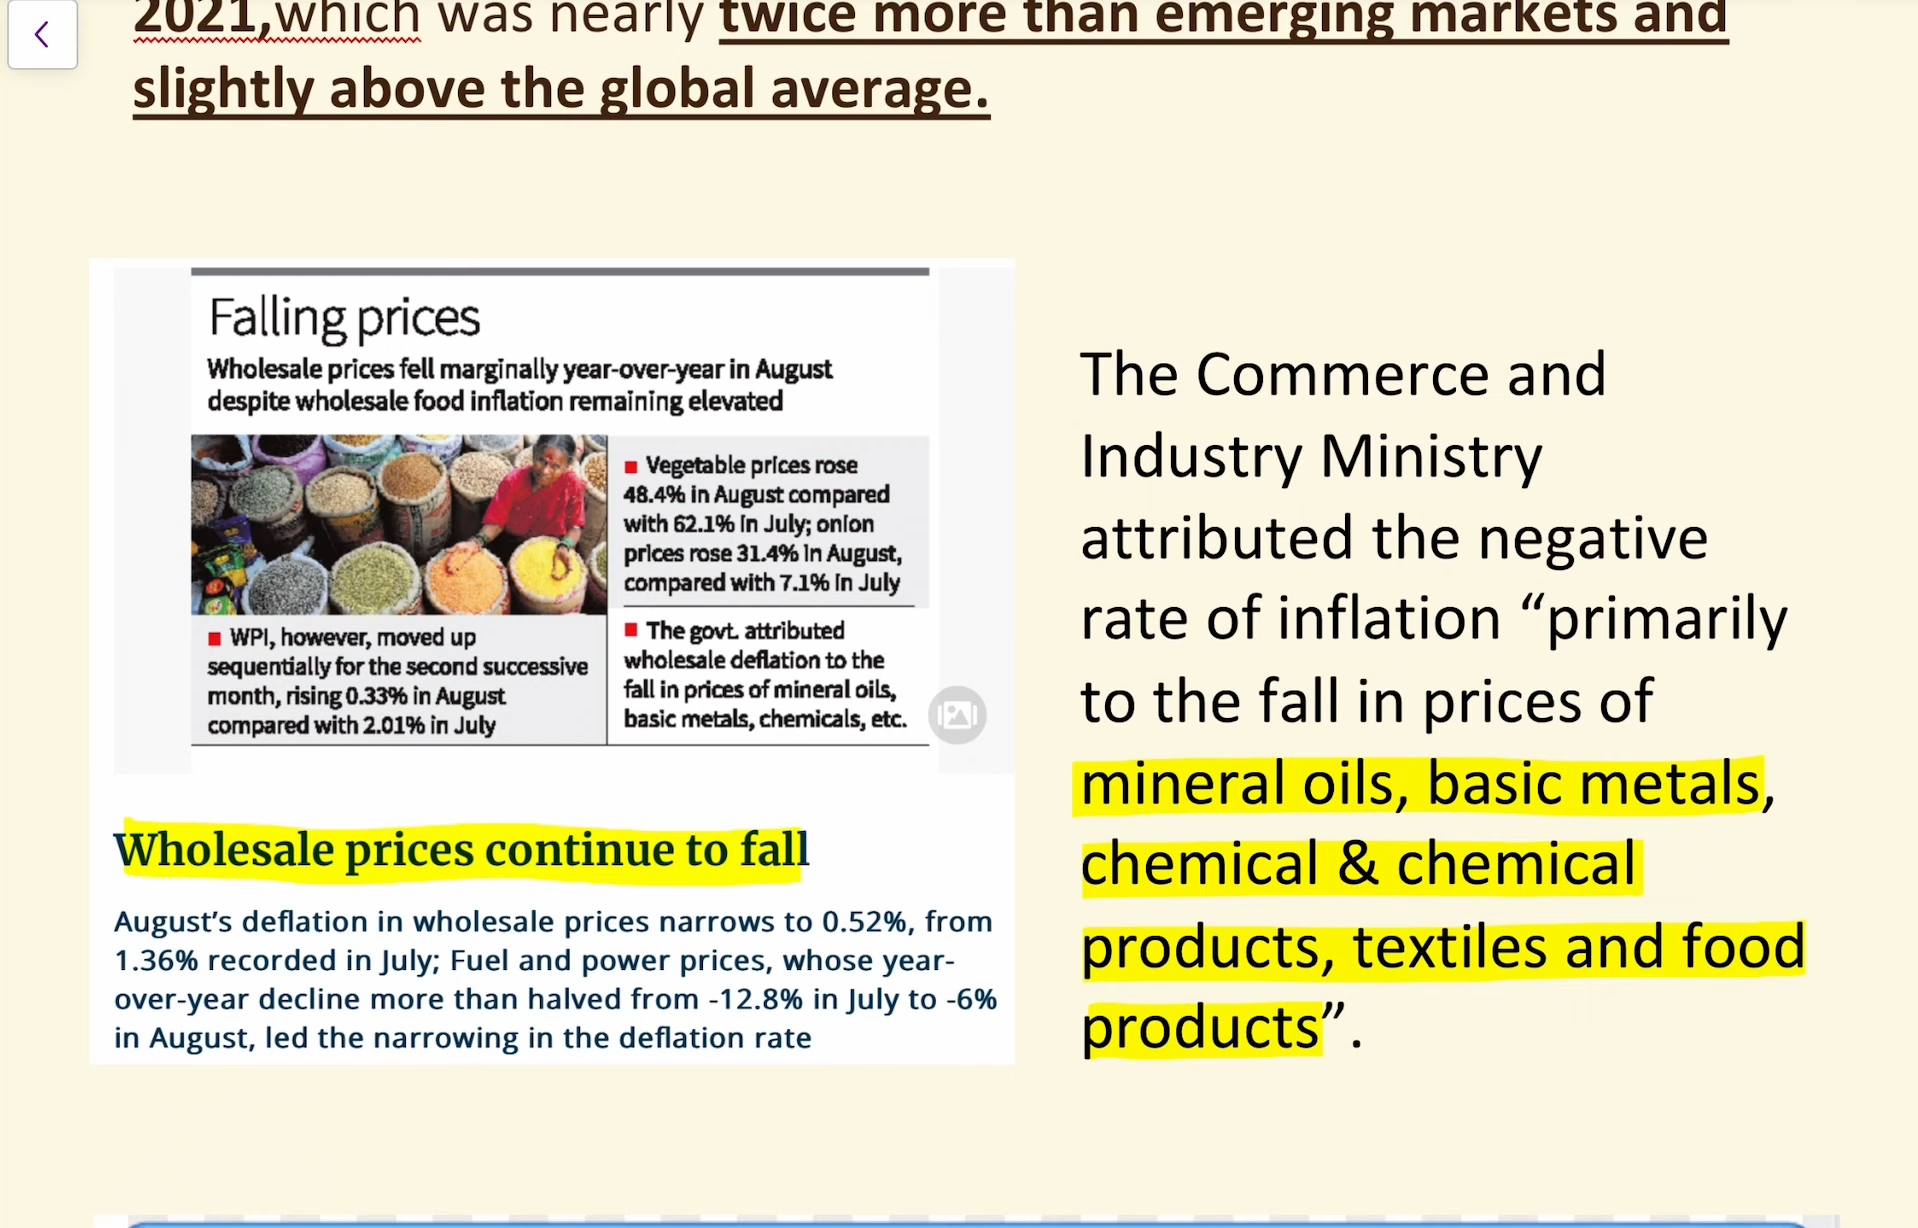 2021,which was nearly twice more than emerging markets and
slightly above the global average.
Falling prices
Wholesale prices fell marginally year-over-year in August
despite wholesale food inflation remaining elevated
■ Vegetable prices rose
48.4% in August compared
with 62.1% in July; onion
prices rose 31.4% in August,
compared with 7.1% in July
■ WPI, however, moved up
sequentially for the second successive
month, rising 0.33% in August
compared with 2.01% in July
■ The govt. attributed
wholesale deflation to the
fall in prices of mineral oils,
basic metals, chemicals, etc.
Wholesale prices continue to fall
August’s deflation in wholesale prices narrows to 0.52%, from
1.36% recorded in July; Fuel and power prices, whose year-
over-year decline more than halved from -12.8% in July to -6%
in August, led the narrowing in the deflation rate
The Commerce and
Industry Ministry
attributed the negative
rate of inflation “primarily
to the fall in prices of
mineral oils, basic metals,
chemical & chemical
products, textiles and food
products”.